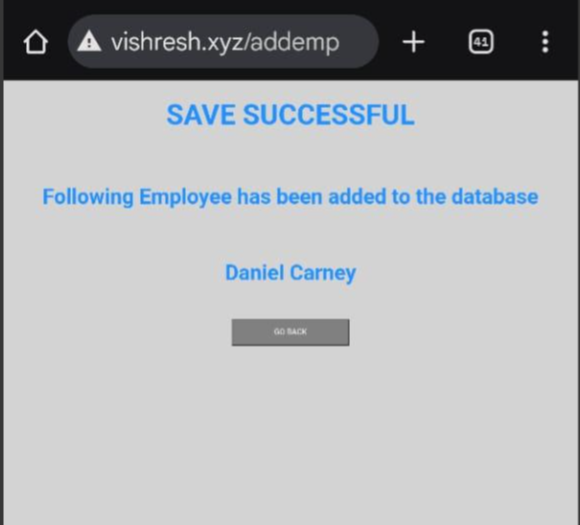 vishresh.xyz/addemp
41
SAVE SUCCESSFUL
Following Employee has been added to the database
Daniel Carney
GO BACK